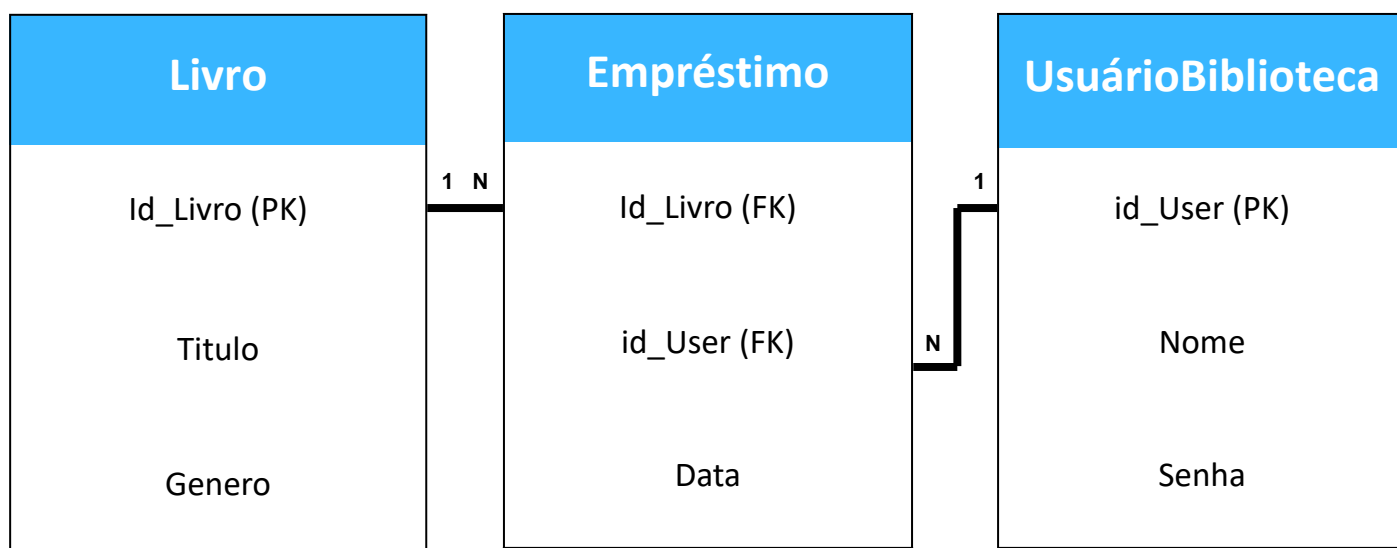 Livro
Id_Livro (PK)
Titulo
Genero
1 N
Empréstimo
Id_Livro (FK)
id_User (FK)
Data
1
N
UsuárioBiblioteca
id_User (PK)
Nome
Senha